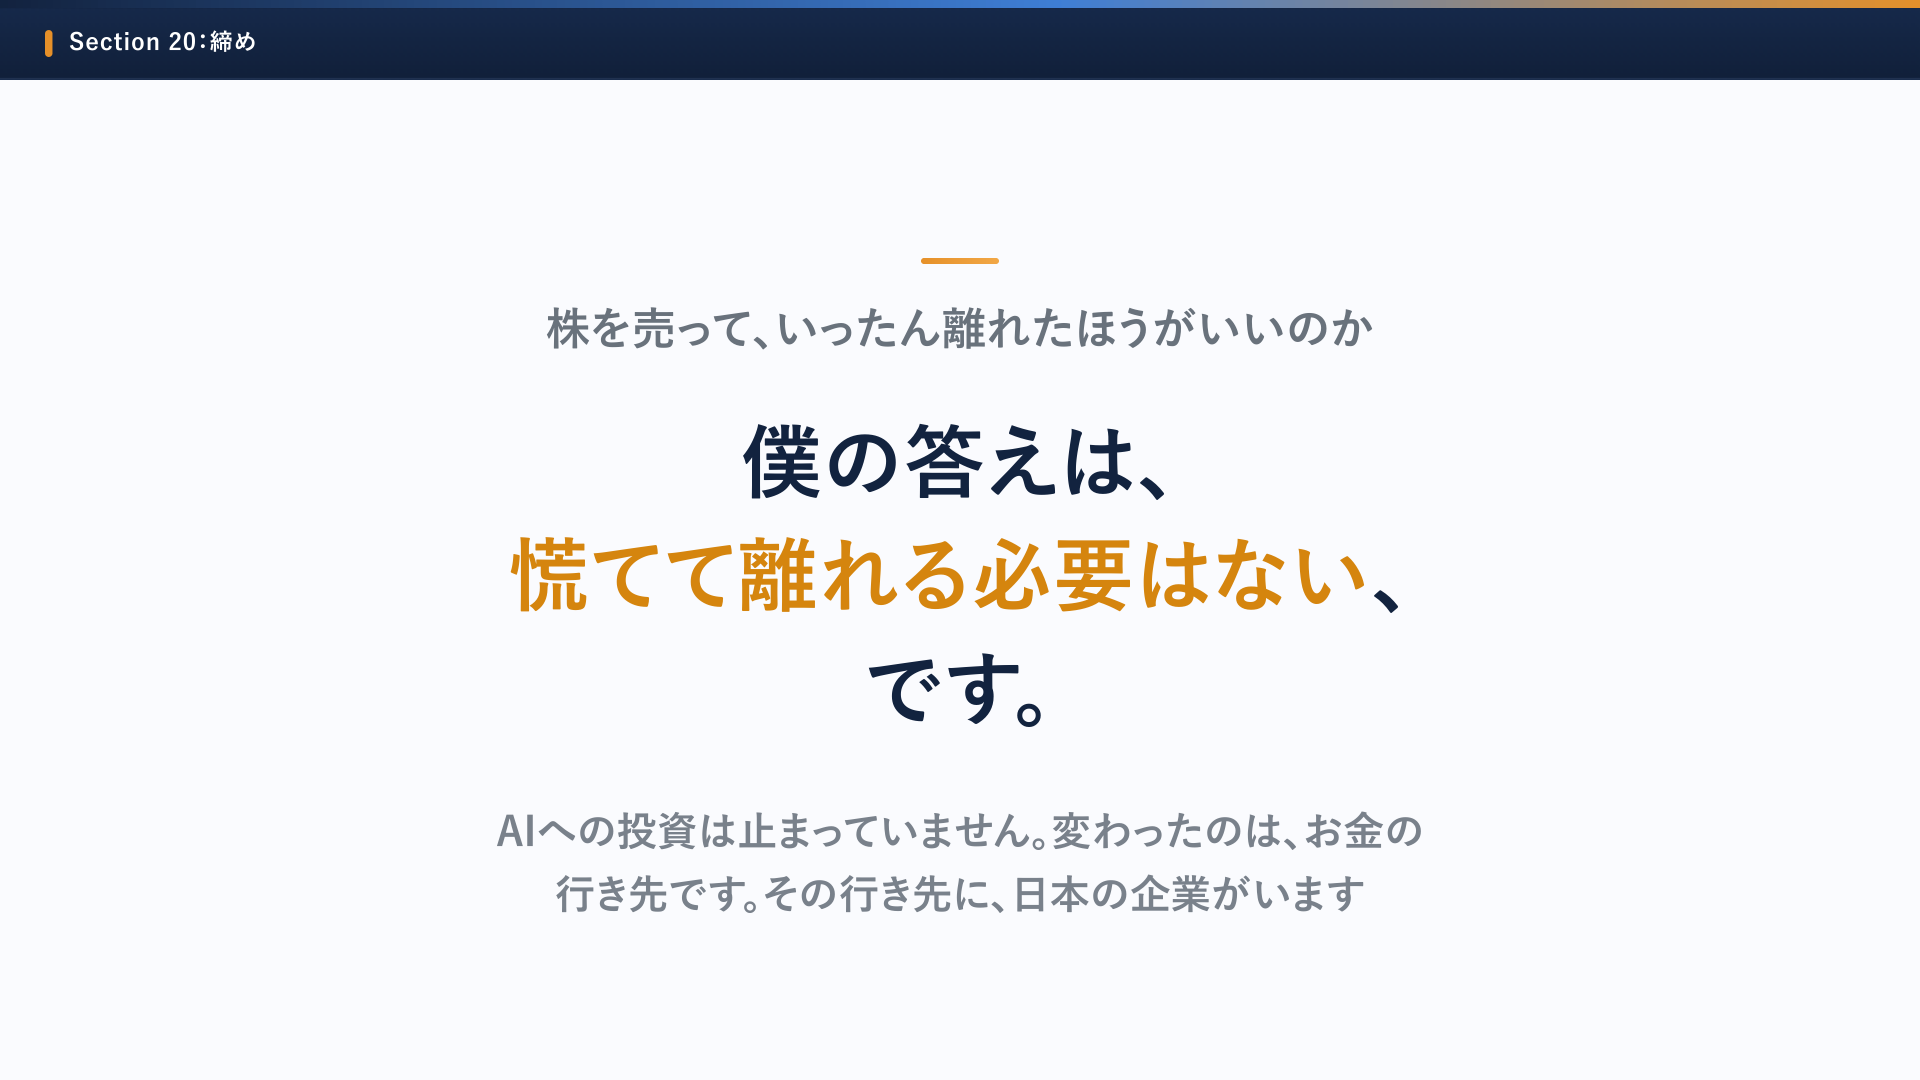 Section 20：締め
株を売って、いったん離れたほうがいいのか
僕の答えは、
慌てて離れる必要はない、
です。
AIへの投資は止まっていません。変わったのは、お金の
行き先です。その行き先に、日本の企業がいます